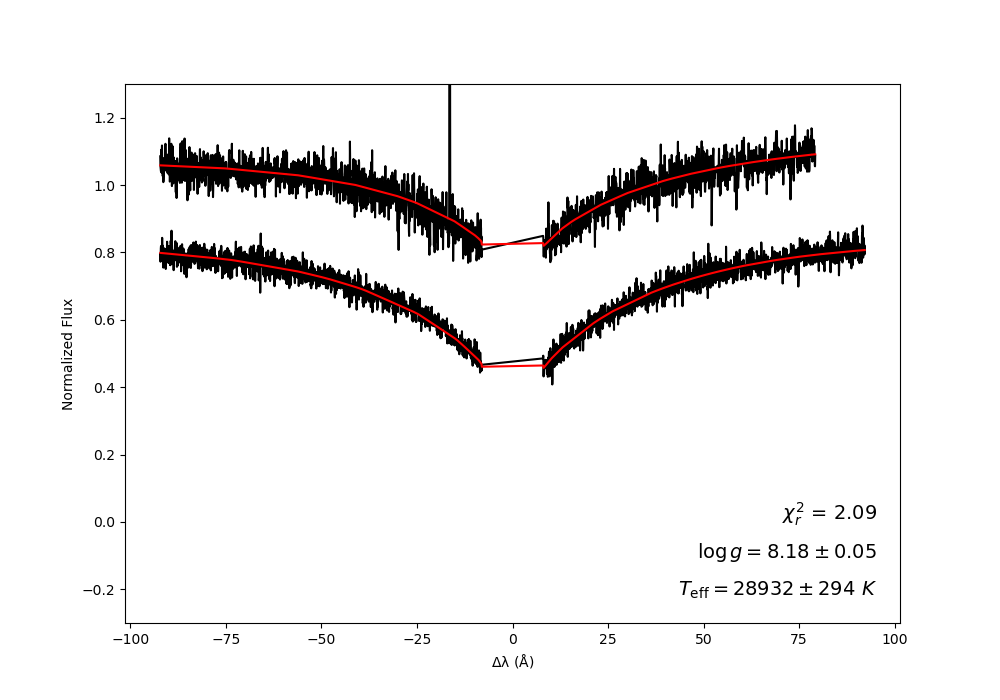 1.2
1.0
0.8
0.6
0.4
0.2
0.0
−0.2
Normalized Flux
χ²ᵣ = 2.09
log g = 8.18 ± 0.05
T_eff = 28932 ± 294 K
−100 −75 −50 −25 0 25 50 75 100
Δλ (Å)